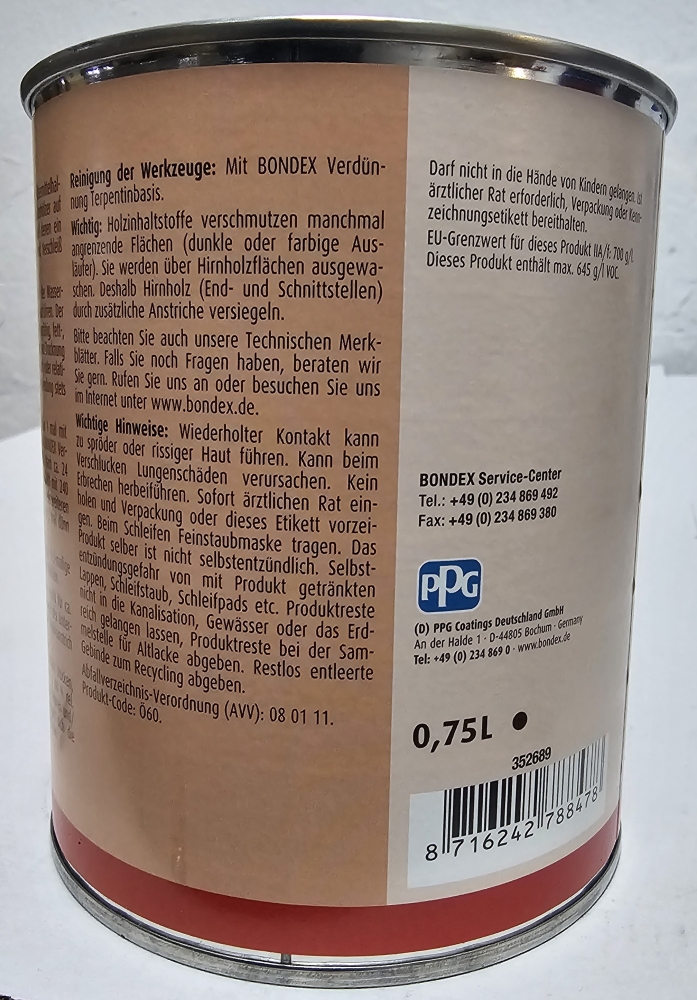 Reinigung der Werkzeuge: Mit BONDEX Verdün-
nung Terpentinbasis.
Wichtig: Holzinhaltstoffe verschmutzen manchmal
angrenzende Flächen (dunkle oder farbige Aus-
läufer). Sie werden über Hirnholzflächen ausgewa-
schen. Deshalb Hirnholz (End- und Schnittstellen)
durch zusätzliche Anstriche versiegeln.
Bitte beachten Sie auch unsere Technischen Merk-
blätter. Falls Sie noch Fragen haben, beraten wir
Sie gern. Rufen Sie uns an oder besuchen Sie uns
im Internet unter www.bondex.de.
Wichtige Hinweise: Wiederholter Kontakt kann
zu spröder oder rissiger Haut führen. Kann beim
Verschlucken Lungenschäden verursachen. Kein
Erbrechen herbeiführen. Sofort ärztlichen Rat ein-
holen und Verpackung oder dieses Etikett vorzei-
gen. Beim Schleifen Feinstaubmaske tragen. Das
Produkt selber ist nicht selbstentzündlich. Selbst-
entzündungsgefahr von mit Produkt getränkten
Lappen, Schleifstaub, Schleifpads etc. Produktreste
nicht in die Kanalisation, Gewässer oder das Erd-
reich gelangen lassen, Produktreste bei der Sam-
melstelle für Altlacke abgeben. Restlos entleerte
Gebinde zum Recycling abgeben.
Abfallverzeichnis-Verordnung (AVV): 08 01 11.
Produkt-Code: Ö60.
Darf nicht in die Hände von Kindern gelangen. Ist
ärztlicher Rat erforderlich, Verpackung oder Kenn-
zeichnungsetikett bereithalten.
EU-Grenzwert für dieses Produkt IIA/f: 700 g/l.
Dieses Produkt enthält max. 645 g/l VOC.
BONDEX Service-Center
Tel.: +49 (0) 234 869 492
Fax: +49 (0) 234 869 380
PPG
(D) PPG Coatings Deutschland GmbH
An der Halde 1 · D-44805 Bochum · Germany
Tel: +49 (0) 234 869 0 · www.bondex.de
0,75L
352689
8 716242 788478